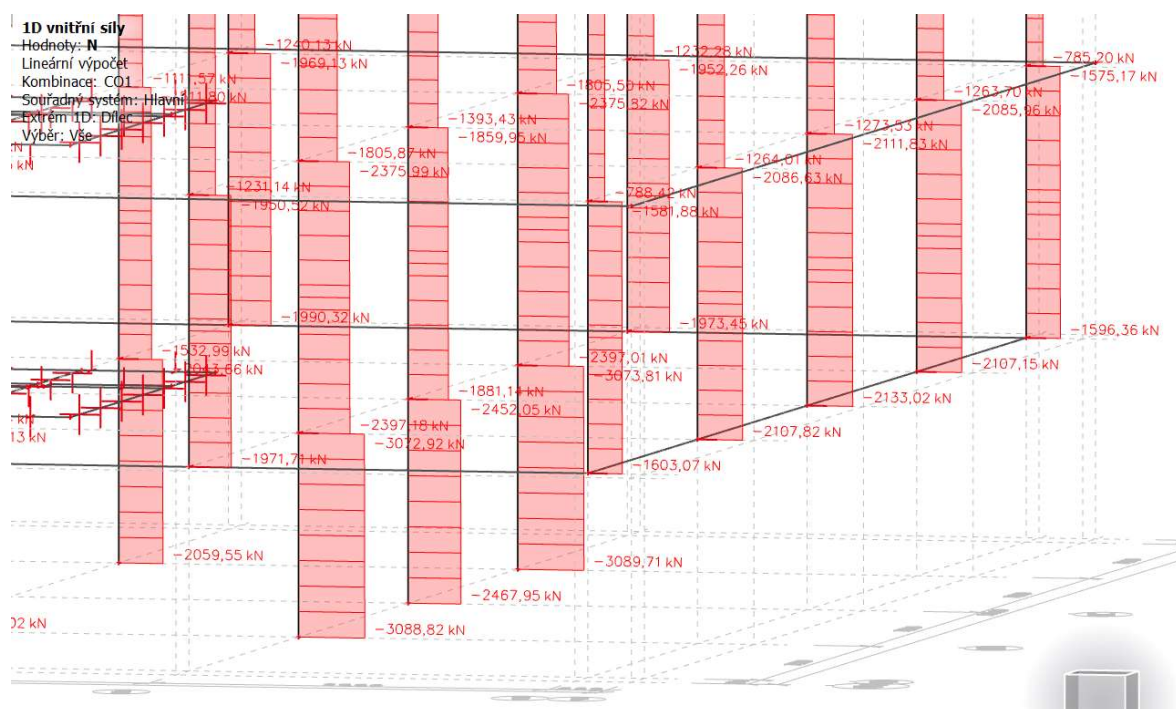 1D vnitřní síly
Hodnoty: N
Lineární výpočet
Kombinace: CO1
Souřadný systém: Hlavní
Extrém 1D: Dílec
Výběr: Vše
−1240,13 kN
−1969,13 kN
−1232,28 kN
−1952,26 kN
−785,20 kN
−1575,17 kN
−1111,57 kN
−1805,50 kN
−2375,82 kN
−1263,70 kN
−2085,96 kN
−1393,43 kN
−1859,95 kN
−1273,53 kN
−2111,83 kN
−1805,87 kN
−2375,99 kN
−1264,01 kN
−2086,63 kN
−1231,14 kN
−1950,52 kN
−788,42 kN
−1581,88 kN
−1990,32 kN
−1973,45 kN
−1596,36 kN
−1532,99 kN
−2397,01 kN
−3073,81 kN
−2107,15 kN
−1881,14 kN
−2452,05 kN
−2133,02 kN
−2397,18 kN
−3072,92 kN
−2107,82 kN
−1971,71 kN
−1603,07 kN
−2059,55 kN
−3089,71 kN
−2467,95 kN
−3088,82 kN